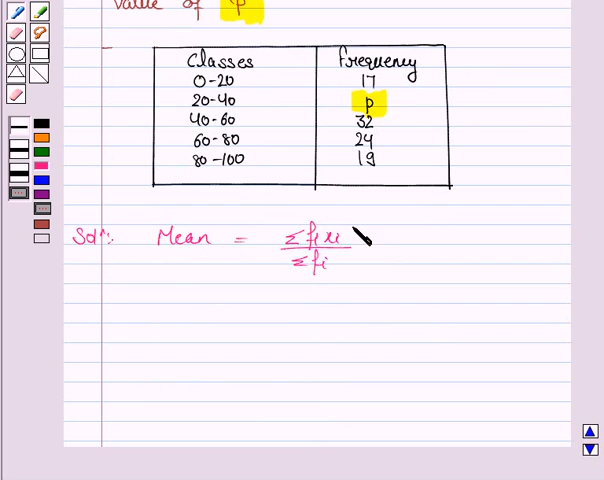 value of 'p'
Classes Frequency
0-20 17
20-40 p
40-60 32
60-80 24
80-100 19
Soln: Mean = Σfixi
Σfi